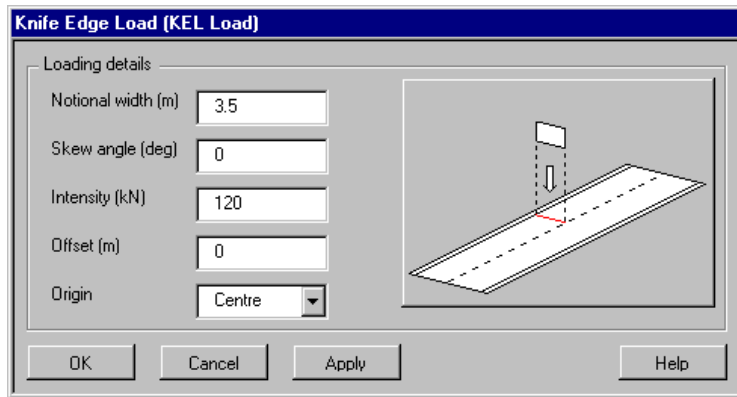 Knife Edge Load (KEL Load)
Loading details
Notional width (m) 3.5
Skew angle (deg) 0
Intensity (kN) 120
Offset (m) 0
Origin Centre
OK Cancel Apply Help